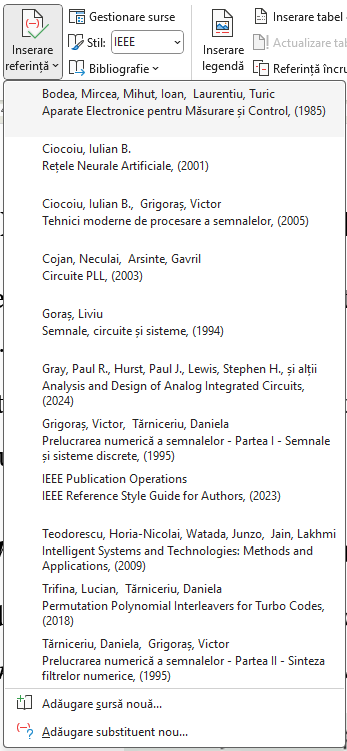 Inserare referință
Gestionare surse
Stil: IEEE
Bibliografie
Inserare legendă
Inserare tabel
Actualizare tab
Referință încru
Bodea, Mircea, Mihut, Ioan, Laurentiu, Turic
Aparate Electronice pentru Măsurare și Control, (1985)
Ciocoiu, Iulian B.
Rețele Neurale Artificiale, (2001)
Ciocoiu, Iulian B., Grigoraș, Victor
Tehnici moderne de procesare a semnalelor, (2005)
Cojan, Neculai, Arsinte, Gavril
Circuite PLL, (2003)
Goraș, Liviu
Semnale, circuite și sisteme, (1994)
Gray, Paul R., Hurst, Paul J., Lewis, Stephen H., și alții
Analysis and Design of Analog Integrated Circuits,
(2024)
Grigoraș, Victor, Tărniceriu, Daniela
Prelucrarea numerică a semnalelor - Partea I - Semnale
și sisteme discrete, (1995)
IEEE Publication Operations
IEEE Reference Style Guide for Authors, (2023)
Teodorescu, Horia-Nicolai, Watada, Junzo, Jain, Lakhmi
Intelligent Systems and Technologies: Methods and
Applications, (2009)
Trifina, Lucian, Tărniceriu, Daniela
Permutation Polynomial Interleavers for Turbo Codes,
(2018)
Tărniceriu, Daniela, Grigoraș, Victor
Prelucrarea numerică a semnalelor - Partea II - Sinteza
filtrelor numerice, (1995)
Adăugare sursă nouă...
Adăugare substituent nou...